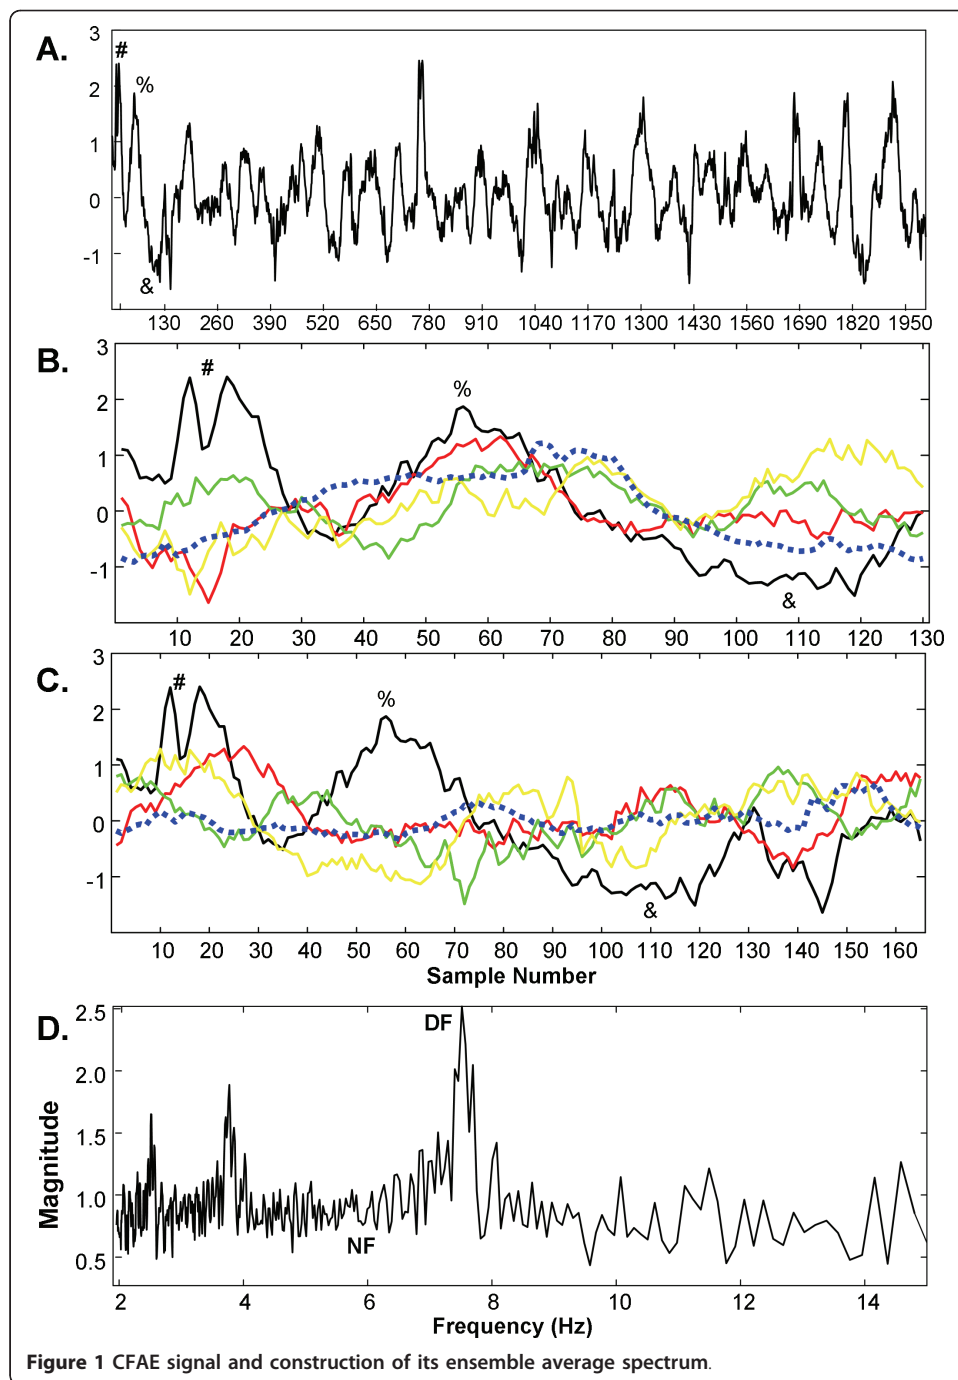 A.
#
%
&
3
2
1
0
-1
130 260 390 520 650 780 910 1040 1170 1300 1430 1560 1690 1820 1950
B.
#
%
&
3
2
1
0
-1
10 20 30 40 50 60 70 80 90 100 110 120 130
C.
#
%
&
3
2
1
0
-1
10 20 30 40 50 60 70 80 90 100 110 120 130 140 150 160
Sample Number
D.
DF
NF
Magnitude
2.5
2.0
1.5
1.0
0.5
2 4 6 8 10 12 14
Frequency (Hz)
Figure 1 CFAE signal and construction of its ensemble average spectrum.